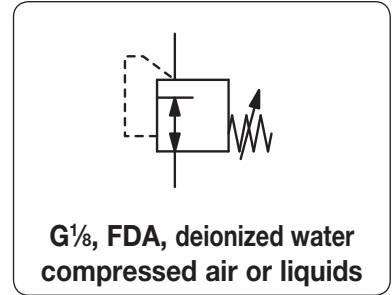 G⅛, FDA, deionized water
compressed air or liquids